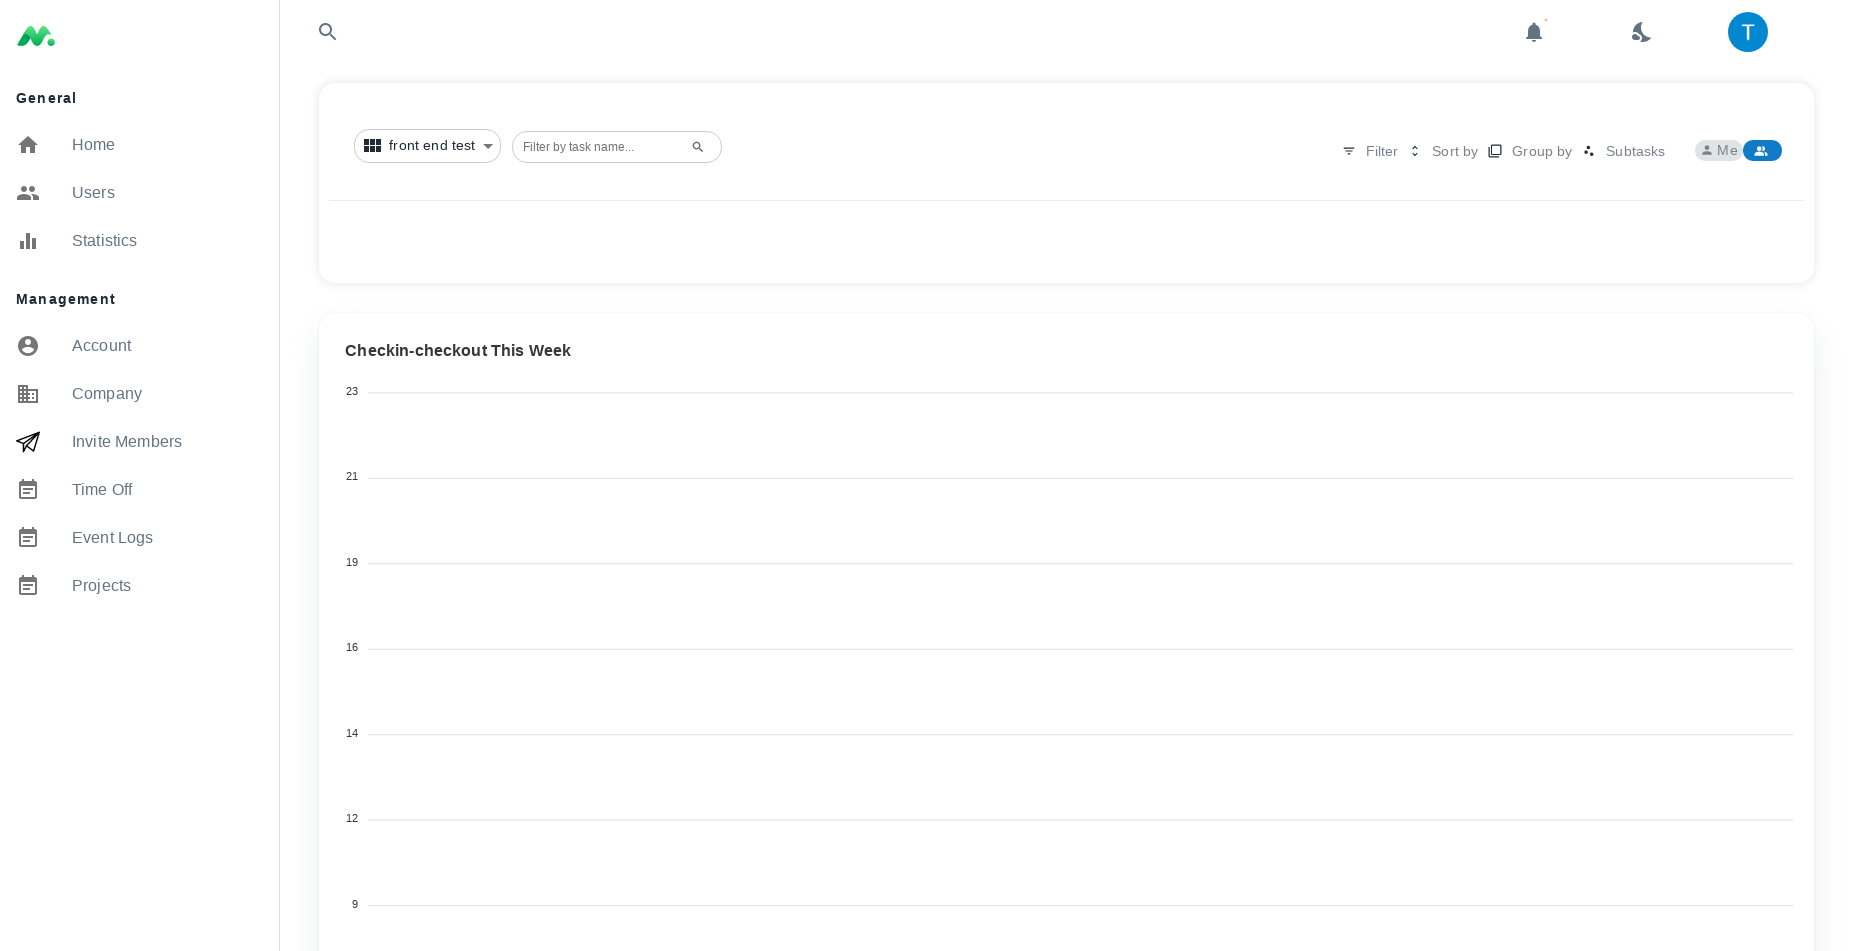 T
General
Home
Users
Statistics
Management
Account
Company
Invite Members
Time Off
Event Logs
Projects
front end test
Filter by task name...
Filter
Sort by
Group by
Subtasks
Me
Checkin-checkout This Week
23
21
19
16
14
12
9